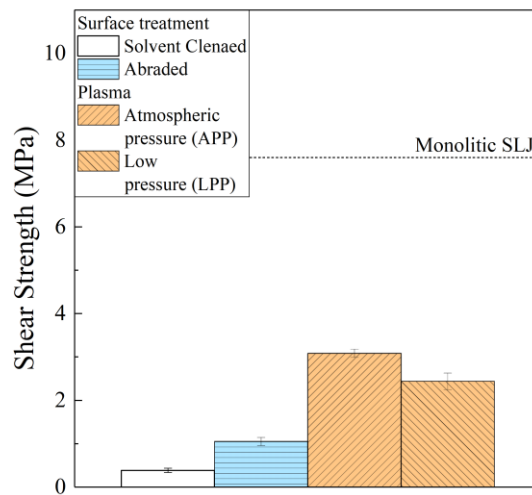 Surface treatment
Solvent Clenaed
Abraded
Plasma
Atmospheric
pressure (APP)
Low
pressure (LPP)
Monolitic SLJ
Shear Strength (MPa)
10
8
6
4
2
0